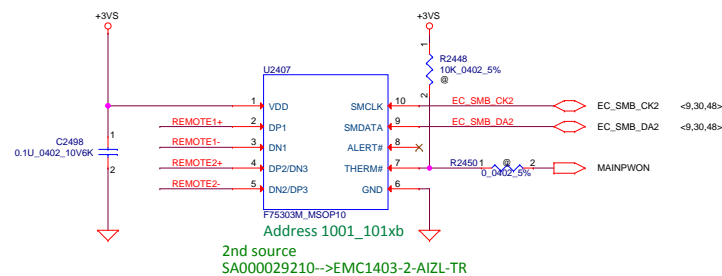 +3VS
+3VS
1
R2448
10K_0402_5%
@
2
U2407
1 VDD SMCLK 10 EC_SMB_CK2 EC_SMB_CK2 <9,30,48>
REMOTE1+ 2 DP1 SMDATA 9 EC_SMB_DA2 EC_SMB_DA2 <9,30,48>
REMOTE1- 3 DN1 ALERT# 8
REMOTE2+ 4 DP2/DN3 THERM# 7 R2450 1 @ 2 MAINPWON
0_0402_5%
REMOTE2- 5 DN2/DP3 GND 6
C2498 1
0.1U_0402_10V6K
2
F75303M_MSOP10
Address 1001_101xb
2nd source
SA000029210-->EMC1403-2-AIZL-TR